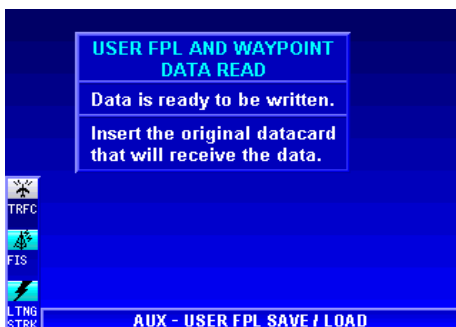 USER FPL AND WAYPOINT
DATA READ
Data is ready to be written.
Insert the original datacard
that will receive the data.
TRFC
FIS
LTNG
STRK
AUX - USER FPL SAVE / LOAD